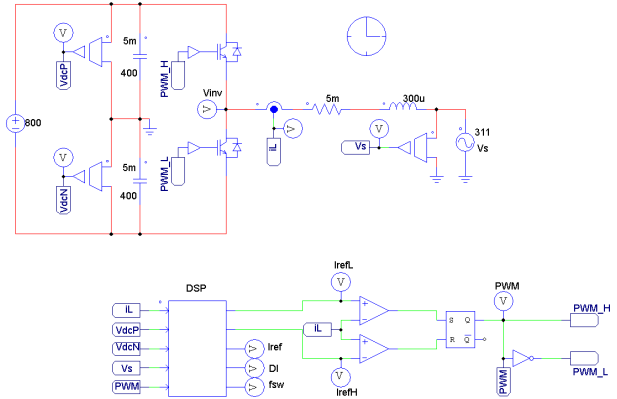 V
VdcP
5m
400
PWM_H
800
Vinv
V
5m
300u
V
iL
V
Vs
311
Vs
V
VdcN
5m
400
PWM_L
DSP
iL
VdcP
VdcN
Vs
PWM
V
Iref
V
DI
V
fsw
IrefL
V
iL
V
IrefH
S
Q
R
Q
PWM
V
PWM
PWM_H
PWM_L